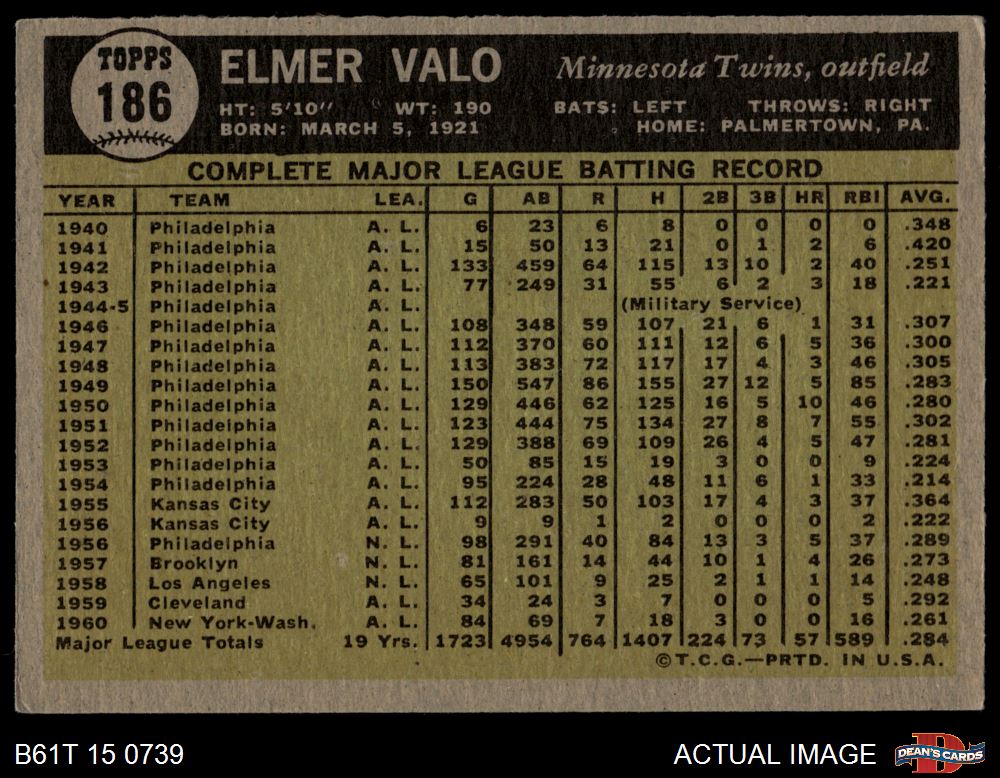 TOPPS
186
ELMER VALO
Minnesota Twins, outfield
HT: 5'10'' WT: 190 BATS: LEFT THROWS: RIGHT
BORN: MARCH 5, 1921 HOME: PALMERTOWN, PA.
COMPLETE MAJOR LEAGUE BATTING RECORD
YEAR TEAM LEA. G AB R H 2B 3B HR RBI AVG.
1940 Philadelphia A. L. 6 23 6 8 0 0 0 0 .348
1941 Philadelphia A. L. 15 50 13 21 0 1 2 6 .420
1942 Philadelphia A. L. 133 459 64 115 13 10 2 40 .251
1943 Philadelphia A. L. 77 249 31 55 6 2 3 18 .221
1944-5 Philadelphia A. L. (Military Service)
1946 Philadelphia A. L. 108 348 59 107 21 6 1 31 .307
1947 Philadelphia A. L. 112 370 60 111 12 6 5 36 .300
1948 Philadelphia A. L. 113 383 72 117 17 4 3 46 .305
1949 Philadelphia A. L. 150 547 86 155 27 12 5 85 .283
1950 Philadelphia A. L. 129 446 62 125 16 5 10 46 .280
1951 Philadelphia A. L. 123 444 75 134 27 8 7 55 .302
1952 Philadelphia A. L. 129 388 69 109 26 4 5 47 .281
1953 Philadelphia A. L. 50 85 15 19 3 0 0 9 .224
1954 Philadelphia A. L. 95 224 28 48 11 6 1 33 .214
1955 Kansas City A. L. 112 283 50 103 17 4 3 37 .364
1956 Kansas City A. L. 9 9 1 2 0 0 0 2 .222
1956 Philadelphia N. L. 98 291 40 84 13 3 5 37 .289
1957 Brooklyn N. L. 81 161 14 44 10 1 4 26 .273
1958 Los Angeles N. L. 65 101 9 25 2 1 1 14 .248
1959 Cleveland A. L. 34 24 3 7 0 0 0 5 .292
1960 New York-Wash. A. L. 84 69 7 18 3 0 0 16 .261
Major League Totals 19 Yrs. 1723 4954 764 1407 224 73 57 589 .284
©T.C.G.—PRTD. IN U.S.A.
B61T 15 0739 ACTUAL IMAGE DEAN'S CARDS